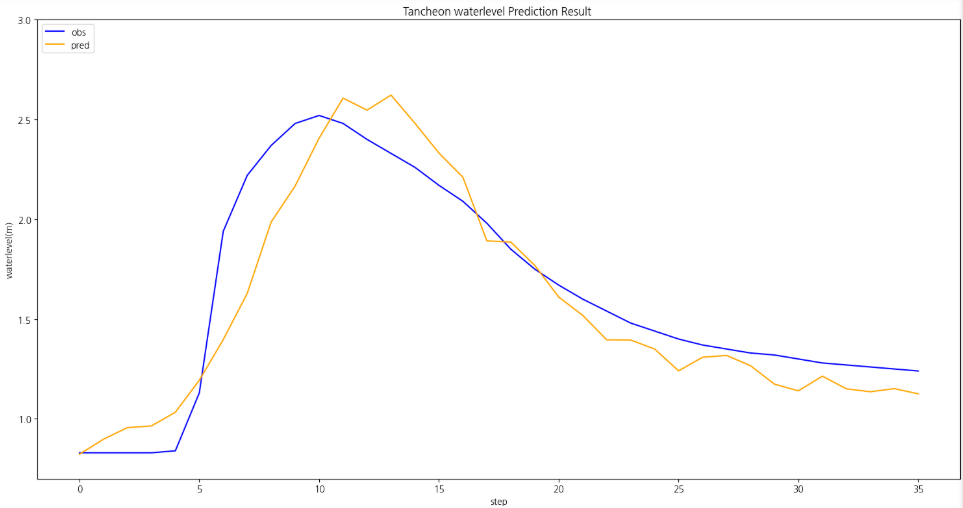 Tancheon waterlevel Prediction Result
obs
pred
3.0
2.5
2.0
1.5
1.0
waterlevel(m)
0 5 10 15 20 25 30 35
step